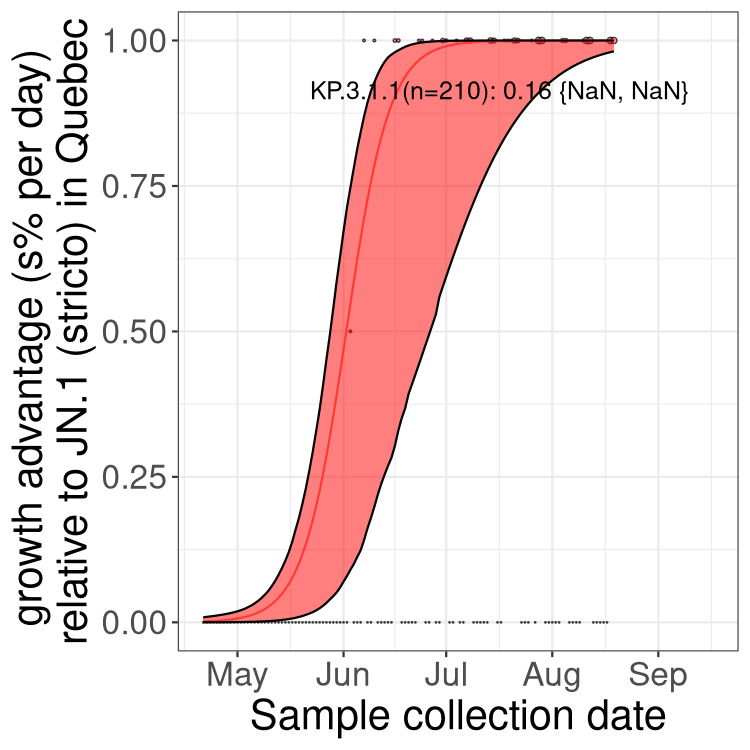 growth advantage (s% per day)
relative to JN.1 (stricto) in Quebec
1.00
0.75
0.50
0.25
0.00
KP.3.1.1(n=210): 0.16 {NaN, NaN}
May Jun Jul Aug Sep
Sample collection date